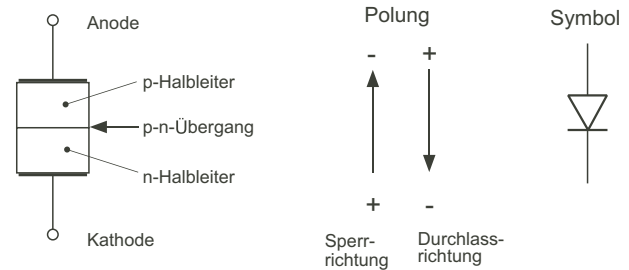 Anode
p-Halbleiter
p-n-Übergang
n-Halbleiter
Kathode
Polung
- +
+ -
Sperr-
richtung
Durchlass-
richtung
Symbol